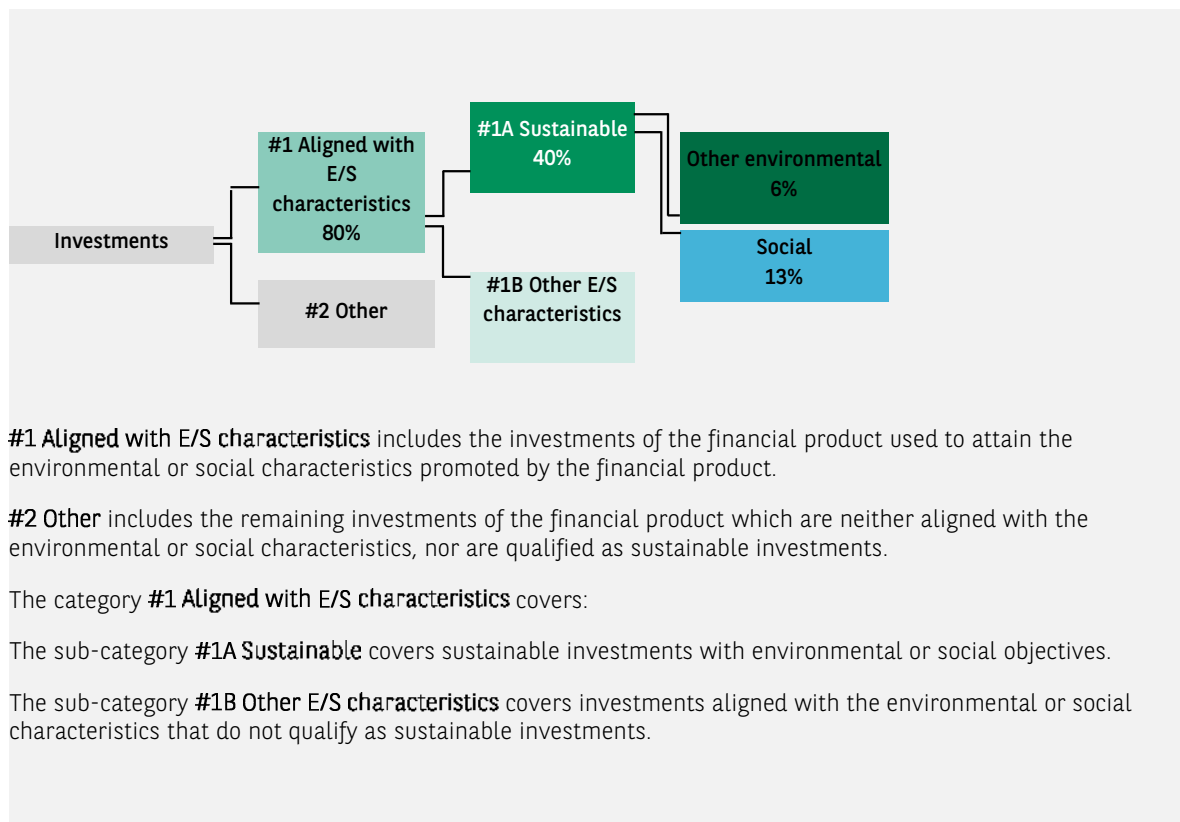 #1A Sustainable
40%
#1 Aligned with
E/S
characteristics
80%
Other environmental
6%
Investments
Social
13%
#2 Other
#1B Other E/S
characteristics
#1 Aligned with E/S characteristics includes the investments of the financial product used to attain the
environmental or social characteristics promoted by the financial product.
#2 Other includes the remaining investments of the financial product which are neither aligned with the
environmental or social characteristics, nor are qualified as sustainable investments.
The category #1 Aligned with E/S characteristics covers:
The sub-category #1A Sustainable covers sustainable investments with environmental or social objectives.
The sub-category #1B Other E/S characteristics covers investments aligned with the environmental or social
characteristics that do not qualify as sustainable investments.